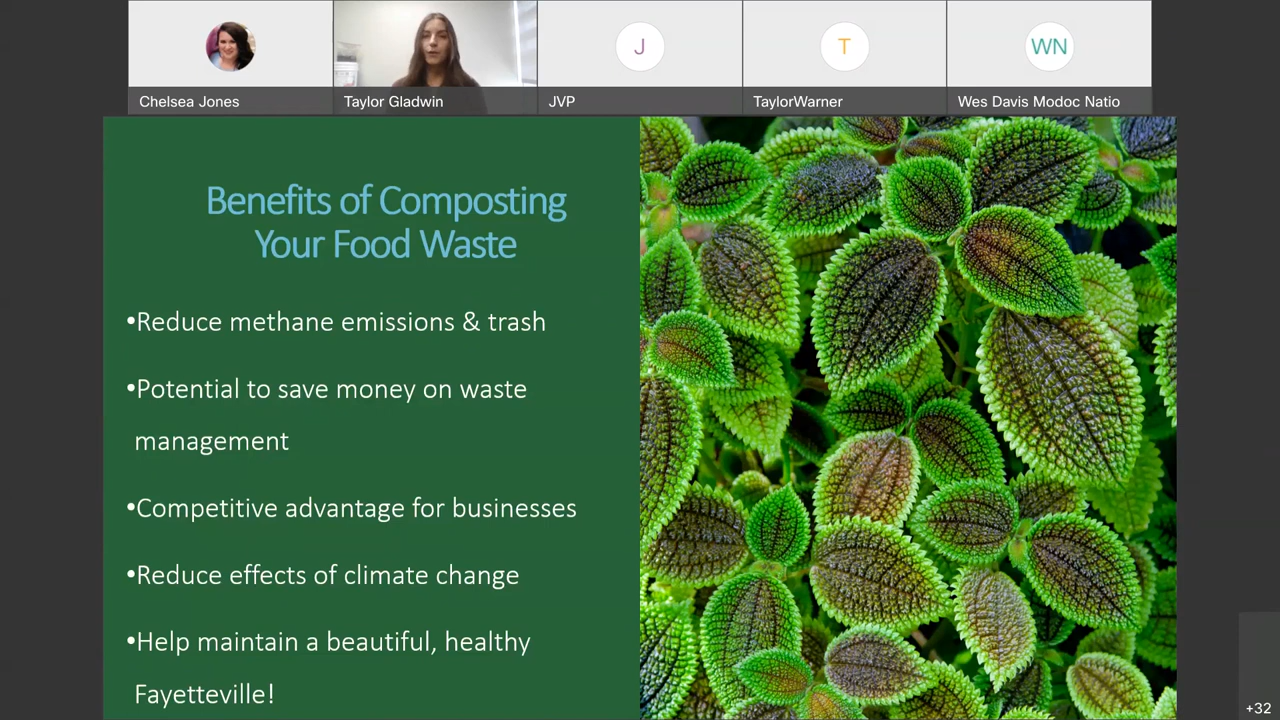 J
T
WN
Chelsea Jones
Taylor Gladwin
JVP
TaylorWarner
Wes Davis Modoc Natio
Benefits of Composting
Your Food Waste
•Reduce methane emissions & trash
•Potential to save money on waste
management
•Competitive advantage for businesses
•Reduce effects of climate change
•Help maintain a beautiful, healthy
Fayetteville!
+32